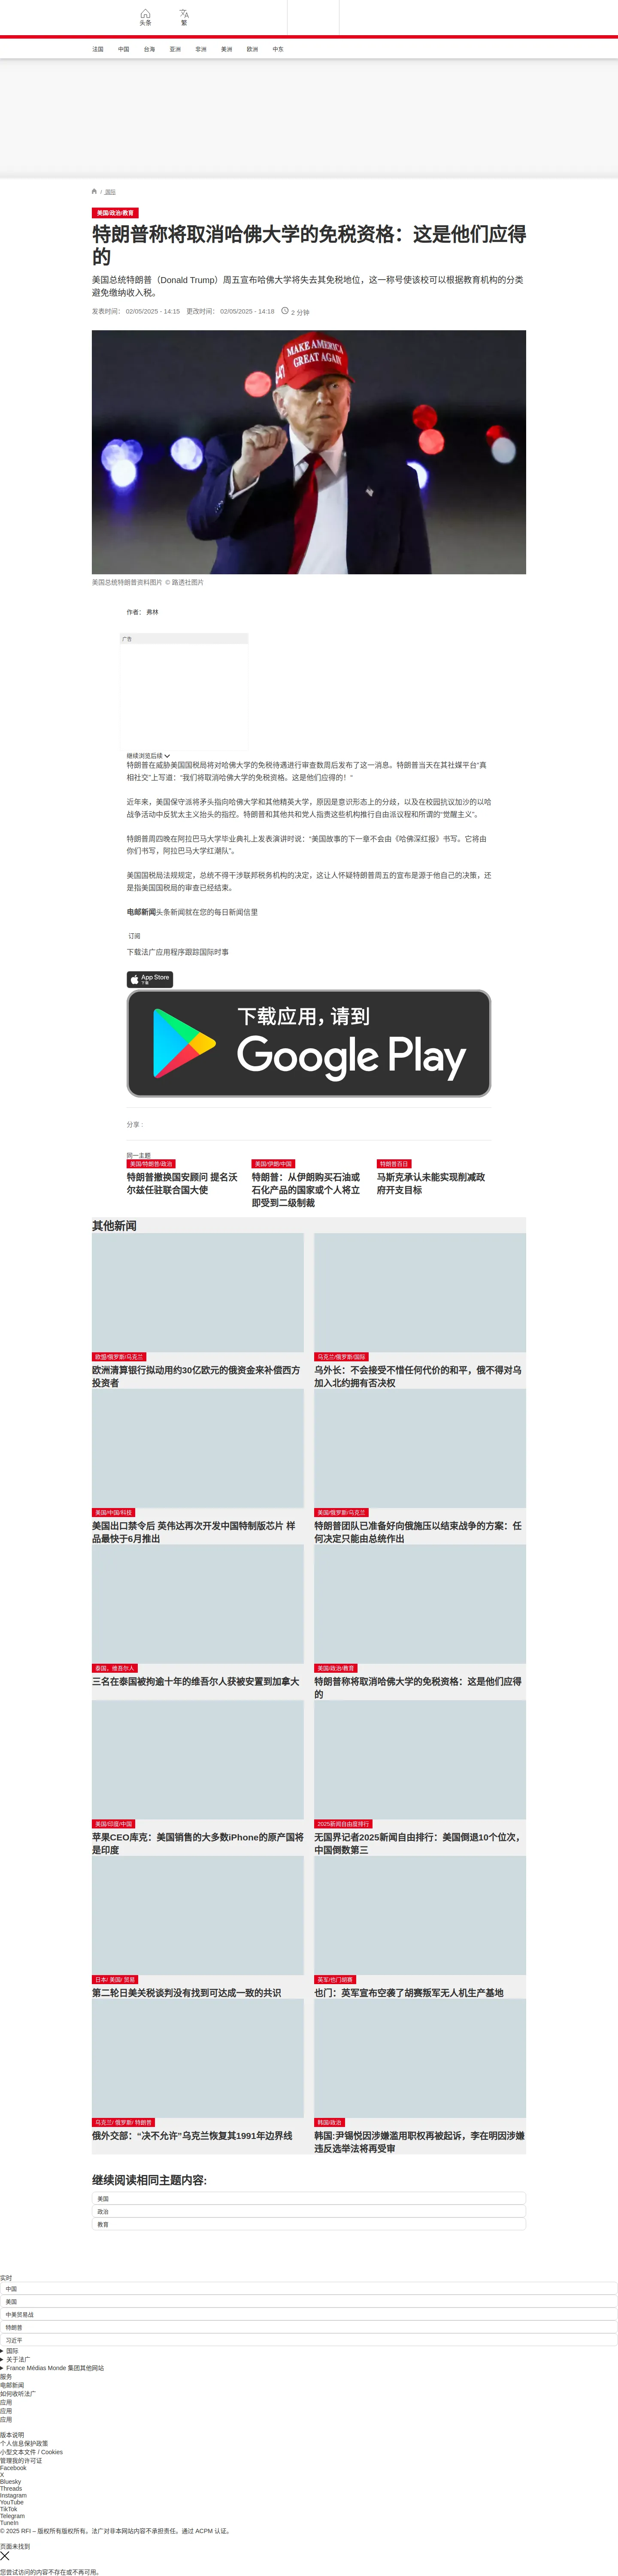 头条
繁
法国
中国
台海
亚洲
非洲
美洲
欧洲
中东
/ 国际
美国/政治/教育
特朗普称将取消哈佛大学的免税资格：这是他们应得
的
美国总统特朗普（Donald Trump）周五宣布哈佛大学将失去其免税地位，这一称号使该校可以根据教育机构的分类
避免缴纳收入税。
发表时间： 02/05/2025 - 14:15 更改时间： 02/05/2025 - 14:18 2 分钟
MAKE AMERICA
GREAT AGAIN
47
美国总统特朗普资料图片 © 路透社图片
作者： 弗林
广告
继续浏览后续
特朗普在威胁美国国税局将对哈佛大学的免税待遇进行审查数周后发布了这一消息。特朗普当天在其社媒平台“真
相社交”上写道：“我们将取消哈佛大学的免税资格。这是他们应得的！”
近年来，美国保守派将矛头指向哈佛大学和其他精英大学，原因是意识形态上的分歧，以及在校园抗议加沙的以哈
战争活动中反犹太主义抬头的指控。特朗普和其他共和党人指责这些机构推行自由派议程和所谓的“觉醒主义”。
特朗普周四晚在阿拉巴马大学毕业典礼上发表演讲时说：“美国故事的下一章不会由《哈佛深红报》书写。它将由
你们书写，阿拉巴马大学红潮队”。
美国国税局法规规定，总统不得干涉联邦税务机构的决定，这让人怀疑特朗普周五的宣布是源于他自己的决策，还
是指美国国税局的审查已经结束。
电邮新闻头条新闻就在您的每日新闻信里
订阅
下载法广应用程序跟踪国际时事
App Store
下载
下载应用，请到
Google Play
分享 :
同一主题
美国/特朗普/政治
特朗普撤换国安顾问 提名沃
尔兹任驻联合国大使
美国/伊朗/中国
特朗普：从伊朗购买石油或
石化产品的国家或个人将立
即受到二级制裁
特朗普百日
马斯克承认未能实现削减政
府开支目标
其他新闻
欧盟/俄罗斯/乌克兰
欧洲清算银行拟动用约30亿欧元的俄资金来补偿西方
投资者
乌克兰/俄罗斯/国际
乌外长：不会接受不惜任何代价的和平，俄不得对乌
加入北约拥有否决权
美国/中国/科技
美国出口禁令后 英伟达再次开发中国特制版芯片 样
品最快于6月推出
美国/俄罗斯/乌克兰
特朗普团队已准备好向俄施压以结束战争的方案：任
何决定只能由总统作出
泰国，维吾尔人
三名在泰国被拘逾十年的维吾尔人获被安置到加拿大
美国/政治/教育
特朗普称将取消哈佛大学的免税资格：这是他们应得
的
美国/印度/中国
苹果CEO库克：美国销售的大多数iPhone的原产国将
是印度
2025新闻自由度排行
无国界记者2025新闻自由排行：美国倒退10个位次，
中国倒数第三
日本/ 美国/ 贸易
第二轮日美关税谈判没有找到可达成一致的共识
英军/也门胡赛
也门：英军宣布空袭了胡赛叛军无人机生产基地
乌克兰/ 俄罗斯/ 特朗普
俄外交部：“决不允许”乌克兰恢复其1991年边界线
韩国/政治
韩国:尹锡悦因涉嫌滥用职权再被起诉，李在明因涉嫌
违反选举法将再受审
继续阅读相同主题内容:
美国
政治
教育
实时
中国
美国
中美贸易战
特朗普
习近平
国际
关于法广
France Médias Monde 集团其他网站
服务
电邮新闻
如何收听法广
应用
应用
应用
版本说明
个人信息保护政策
小型文本文件 / Cookies
管理我的许可证
Facebook
X
Bluesky
Threads
Instagram
YouTube
TikTok
Telegram
TuneIn
© 2025 RFI – 版权所有版权所有。法广对非本网站内容不承担责任。通过 ACPM 认证。
页面未找到
您尝试访问的内容不存在或不再可用。